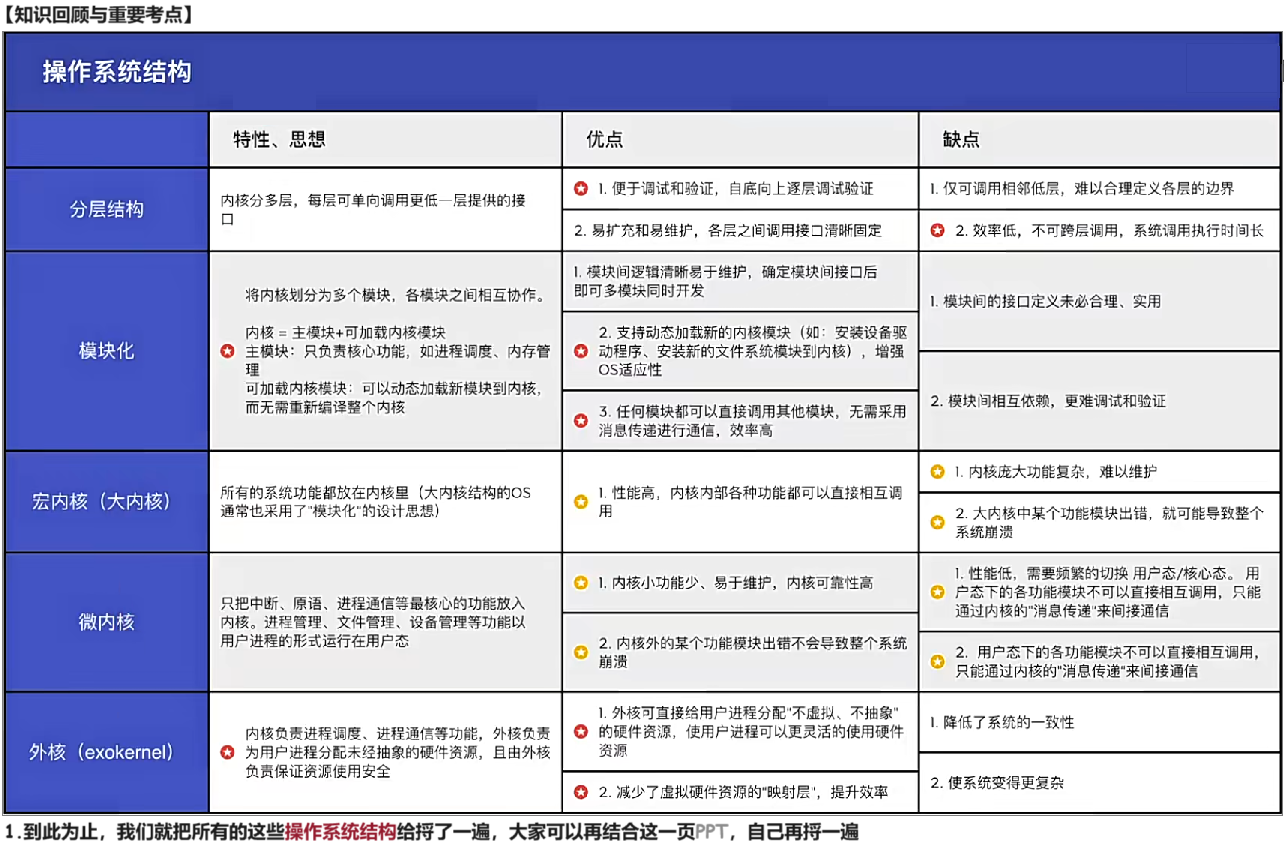 【知识回顾与重要考点】
操作系统结构
特性、思想
优点
缺点
分层结构
内核分多层，每层可单向调用更低一层提供的接
口
1. 便于调试和验证，自底向上逐层调试验证
2. 易扩充和易维护，各层之间调用接口清晰固定
1. 仅可调用相邻低层，难以合理定义各层的边界
2. 效率低，不可跨层调用，系统调用执行时间长
模块化
将内核划分为多个模块，各模块之间相互协作。
内核 = 主模块+可加载内核模块
主模块：只负责核心功能，如进程调度、内存管
理
可加载内核模块：可以动态加载新模块到内核，
而无需重新编译整个内核
1. 模块间逻辑清晰易于维护，确定模块间接口后
即可多模块同时开发
2. 支持动态加载新的内核模块（如：安装设备驱
动程序、安装新的文件系统模块到内核），增强
OS适应性
3. 任何模块都可以直接调用其他模块，无需采用
消息传递进行通信，效率高
1. 模块间的接口定义未必合理、实用
2. 模块间相互依赖，更难调试和验证
宏内核（大内核）
所有的系统功能都放在内核里（大内核结构的OS
通常也采用了"模块化"的设计思想）
1. 性能高，内核内部各种功能都可以直接相互调
用
1. 内核庞大功能复杂，难以维护
2. 大内核中某个功能模块出错，就可能导致整个
系统崩溃
微内核
只把中断、原语、进程通信等最核心的功能放入
内核。进程管理、文件管理、设备管理等功能以
用户进程的形式运行在用户态
1. 内核小功能少、易于维护，内核可靠性高
2. 内核外的某个功能模块出错不会导致整个系统
崩溃
1. 性能低，需要频繁的切换 用户态/核心态。 用
户态下的各功能模块不可以直接相互调用，只能
通过内核的"消息传递"来间接通信
2. 用户态下的各功能模块不可以直接相互调用，
只能通过内核的"消息传递"来间接通信
外核（exokernel）
内核负责进程调度、进程通信等功能，外核负责
为用户进程分配未经抽象的硬件资源，且由外核
负责保证资源使用安全
1. 外核可直接给用户进程分配"不虚拟、不抽象"
的硬件资源，使用户进程可以更灵活的使用硬件
资源
2. 减少了虚拟硬件资源的"映射层"，提升效率
1. 降低了系统的一致性
2. 使系统变得更复杂
1.到此为止，我们就把所有的这些操作系统结构给捋了一遍，大家可以再结合这一页PPT，自己再捋一遍